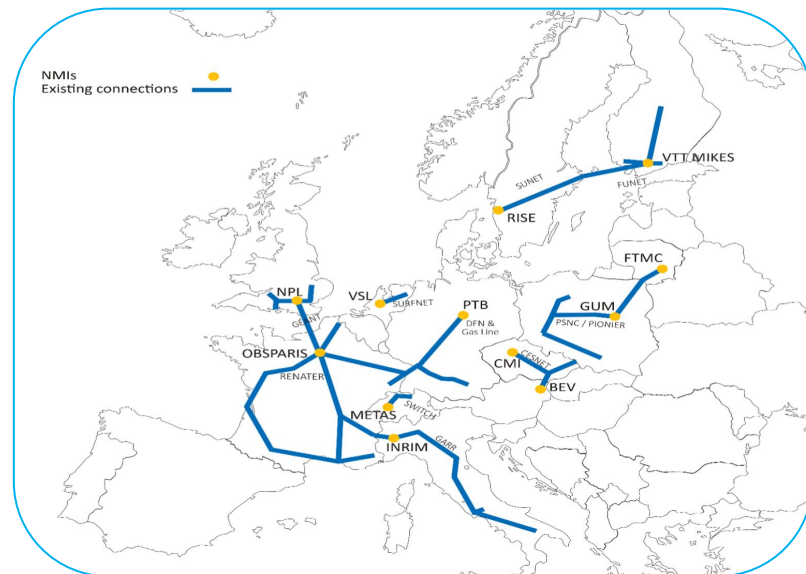 NMIs
Existing connections
VTT MIKES
SUNET
FUNET
RISE
FTMC
NPL
VSL
SURFNET
PTB
GUM
GEANT
DFN &
Gas Line
PSNC / PIONIER
OBSPARIS
CESNET
CMI
RENATER
BEV
METAS
SWITCH
INRIM
GARR